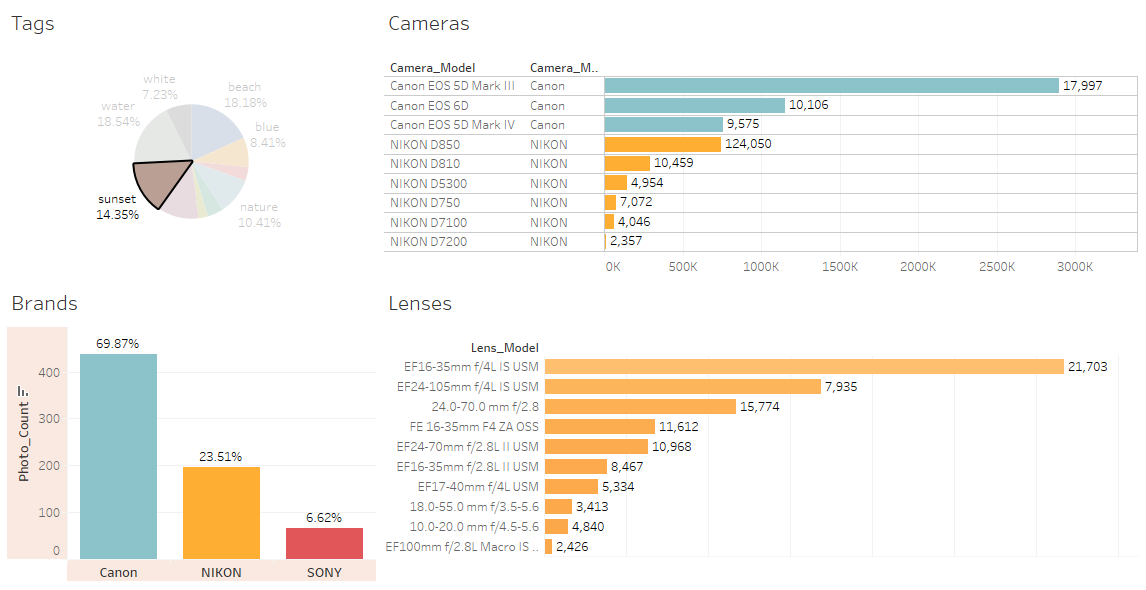 Tags
Cameras
white
7.23%
beach
18.18%
water
18.54%
blue
8.41%
sunset
14.35%
nature
10.41%
Camera_Model Camera_M..
Canon EOS 5D Mark III Canon 17,997
Canon EOS 6D Canon 10,106
Canon EOS 5D Mark IV Canon 9,575
NIKON D850 NIKON 124,050
NIKON D810 NIKON 10,459
NIKON D5300 NIKON 4,954
NIKON D750 NIKON 7,072
NIKON D7100 NIKON 4,046
NIKON D7200 NIKON 2,357
0K 500K 1000K 1500K 2000K 2500K 3000K
Brands
Photo_Count
400
300
200
100
0
69.87%
23.51%
6.62%
Canon NIKON SONY
Lenses
Lens_Model
EF16-35mm f/4L IS USM 21,703
EF24-105mm f/4L IS USM 7,935
24.0-70.0 mm f/2.8 15,774
FE 16-35mm F4 ZA OSS 11,612
EF24-70mm f/2.8L II USM 10,968
EF16-35mm f/2.8L II USM 8,467
EF17-40mm f/4L USM 5,334
18.0-55.0 mm f/3.5-5.6 3,413
10.0-20.0 mm f/4.5-5.6 4,840
EF100mm f/2.8L Macro IS .. 2,426